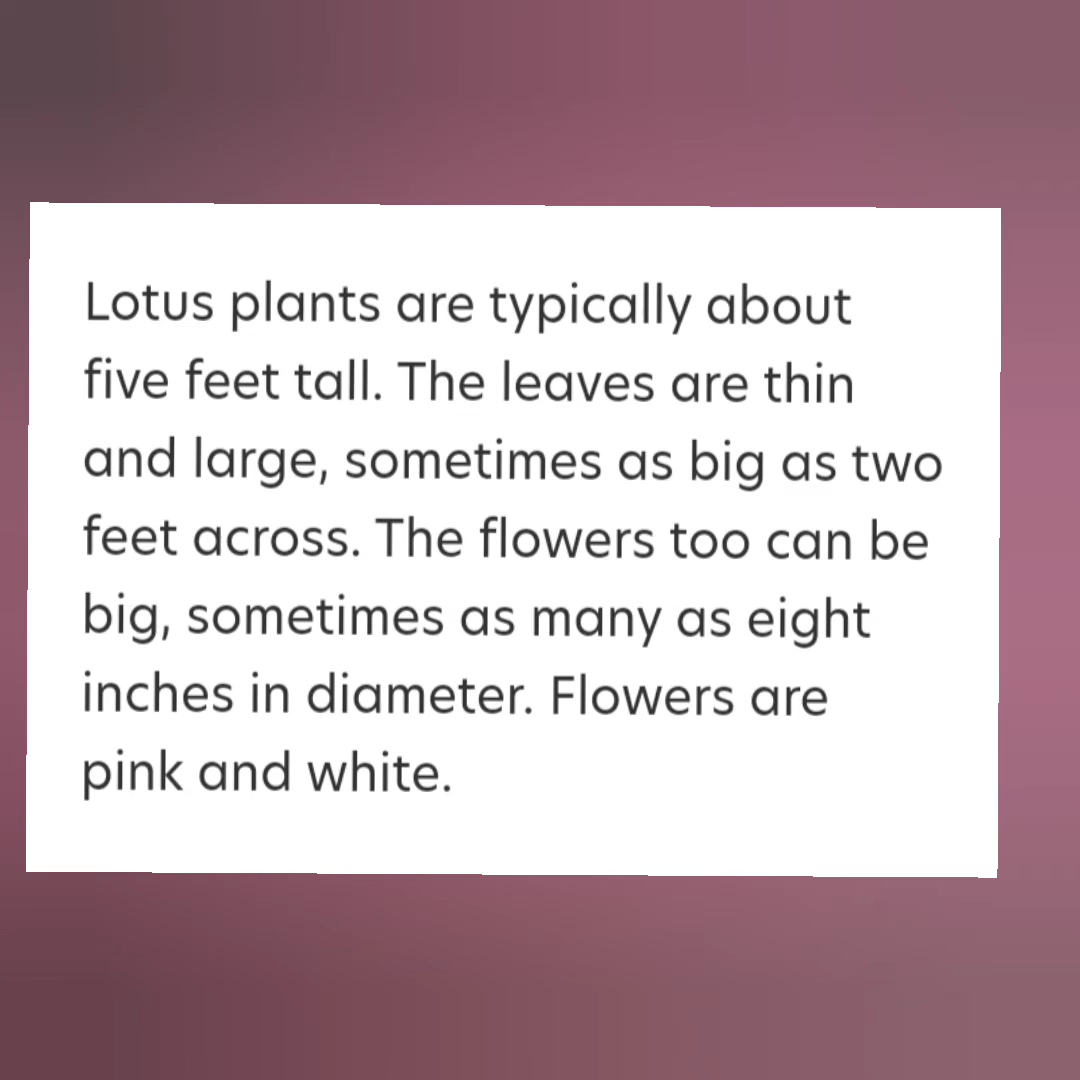 Lotus plants are typically about
five feet tall. The leaves are thin
and large, sometimes as big as two
feet across. The flowers too can be
big, sometimes as many as eight
inches in diameter. Flowers are
pink and white.